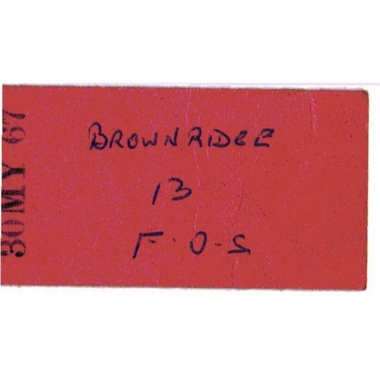 BROWNRIDGE
13
F.O.S
30MY 67